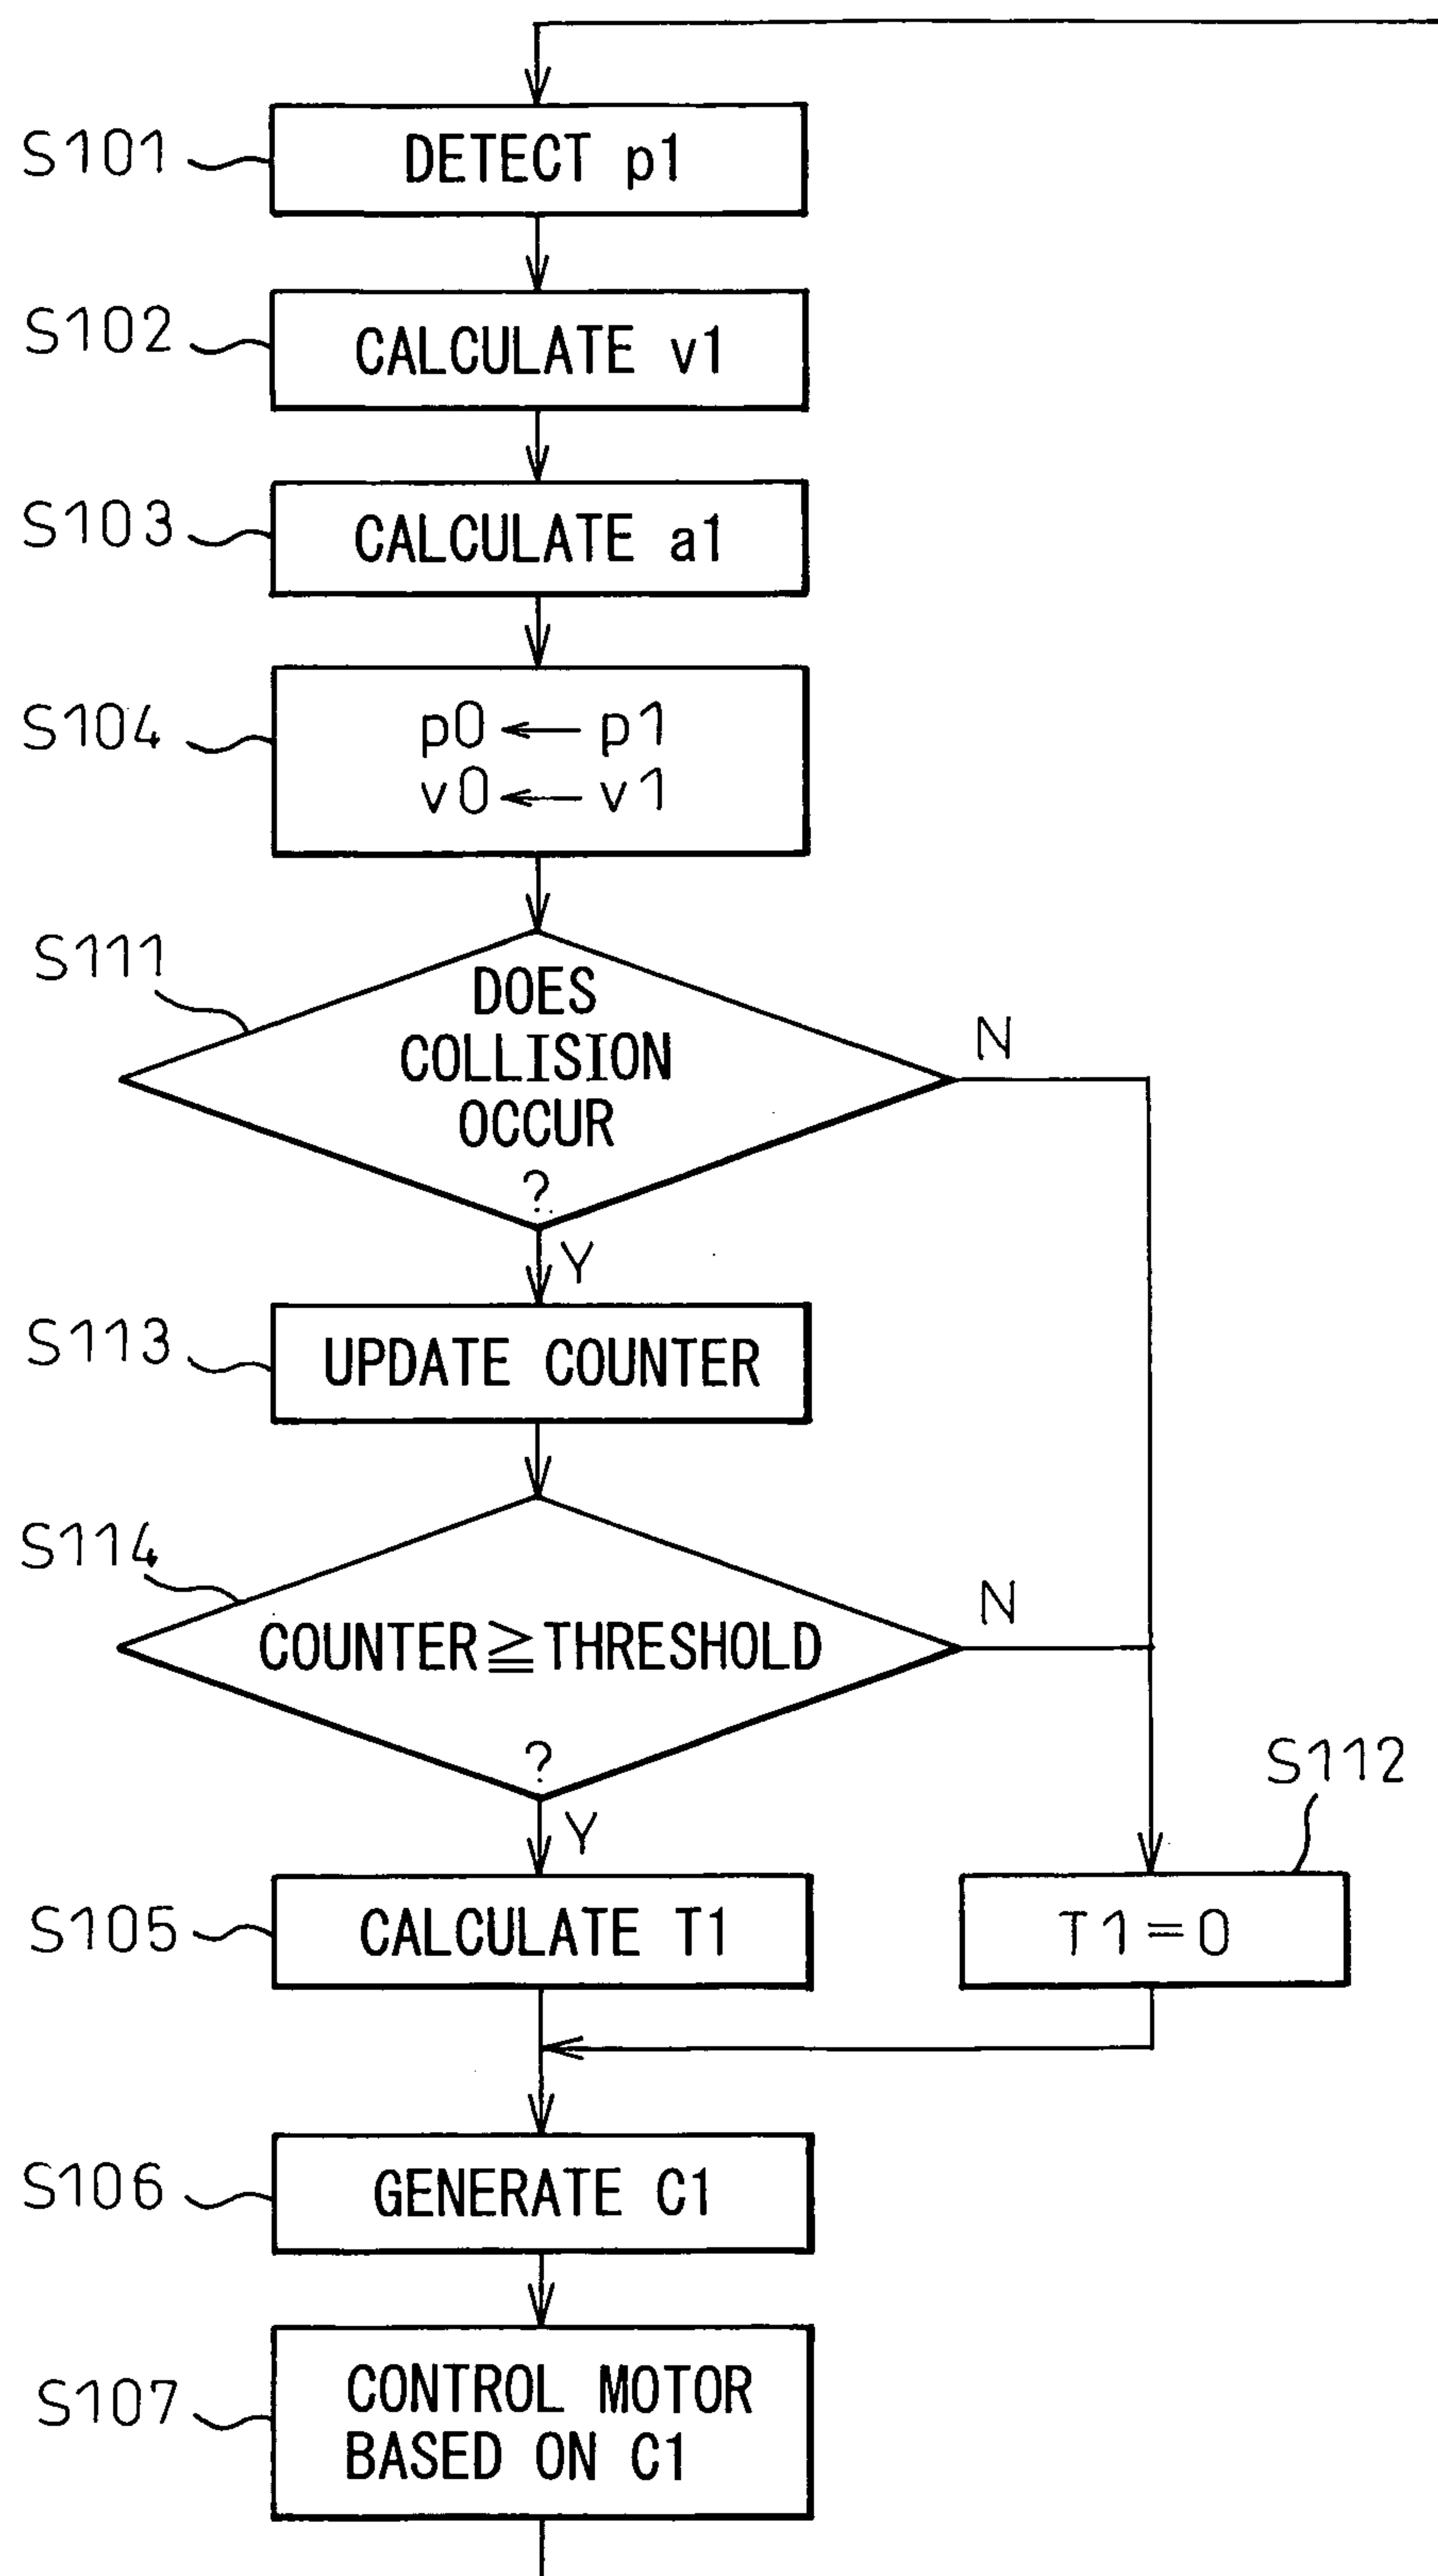 S101
DETECT p1
S102
CALCULATE v1
S103
CALCULATE a1
S104
p0 ← p1
v0 ← v1
S111
DOES
COLLISION
OCCUR
?
N
Y
S113
UPDATE COUNTER
S114
COUNTER≧THRESHOLD
?
N
Y
S112
S105
CALCULATE T1
T1=0
S106
GENERATE C1
S107
CONTROL MOTOR
BASED ON C1